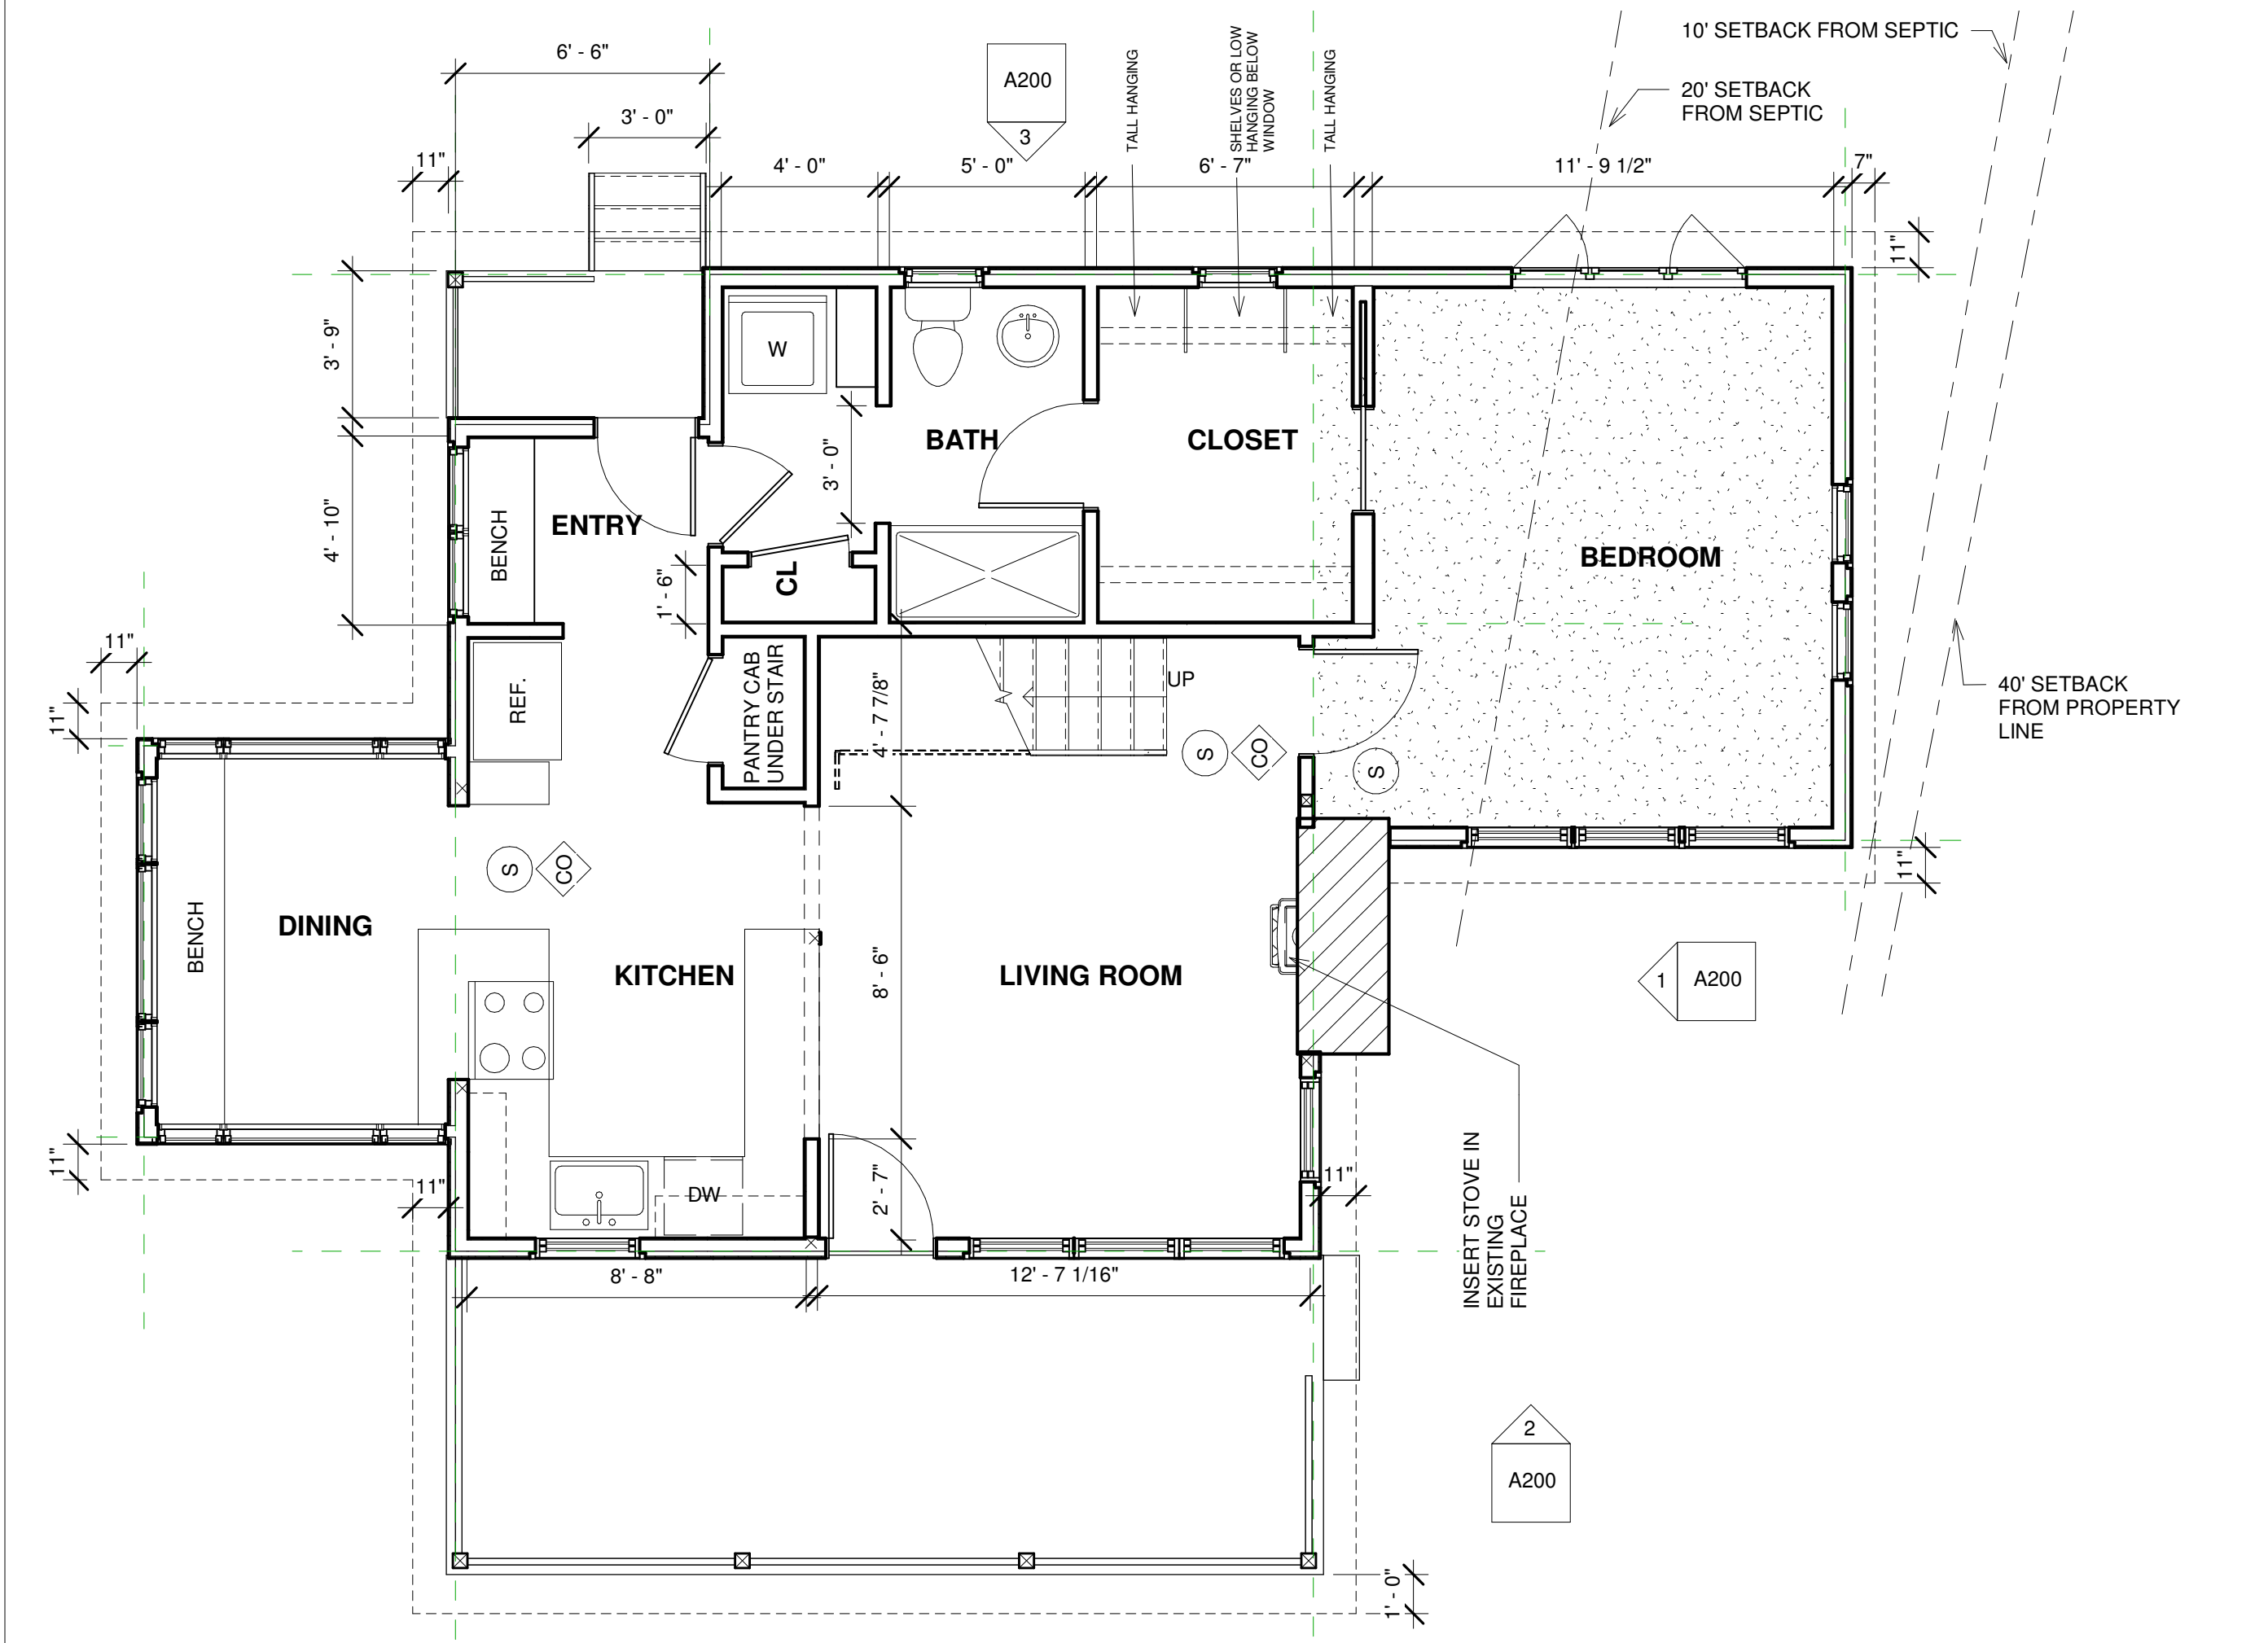 10' SETBACK FROM SEPTIC
6' - 6"
A200
3
TALL HANGING
SHELVES OR LOW
HANGING BELOW
WINDOW
TALL HANGING
20' SETBACK
FROM SEPTIC
3' - 0"
11"
4' - 0"
5' - 0"
6' - 7"
11' - 9 1/2"
7"
11"
3' - 9"
W
BATH
CLOSET
3' - 0"
4' - 10"
BENCH
ENTRY
BEDROOM
CL
1' - 6"
11"
11"
REF.
PANTRY CAB
UNDER STAIR
4' - 7 7/8"
UP
S
CO
S
40' SETBACK
FROM PROPERTY
LINE
S
CO
11"
BENCH
DINING
KITCHEN
8' - 6"
LIVING ROOM
1
A200
11"
11"
DW
2' - 7"
11"
INSERT STOVE IN
EXISTING
FIREPLACE
8' - 8"
12' - 7 1/16"
2
A200
1' - 0"